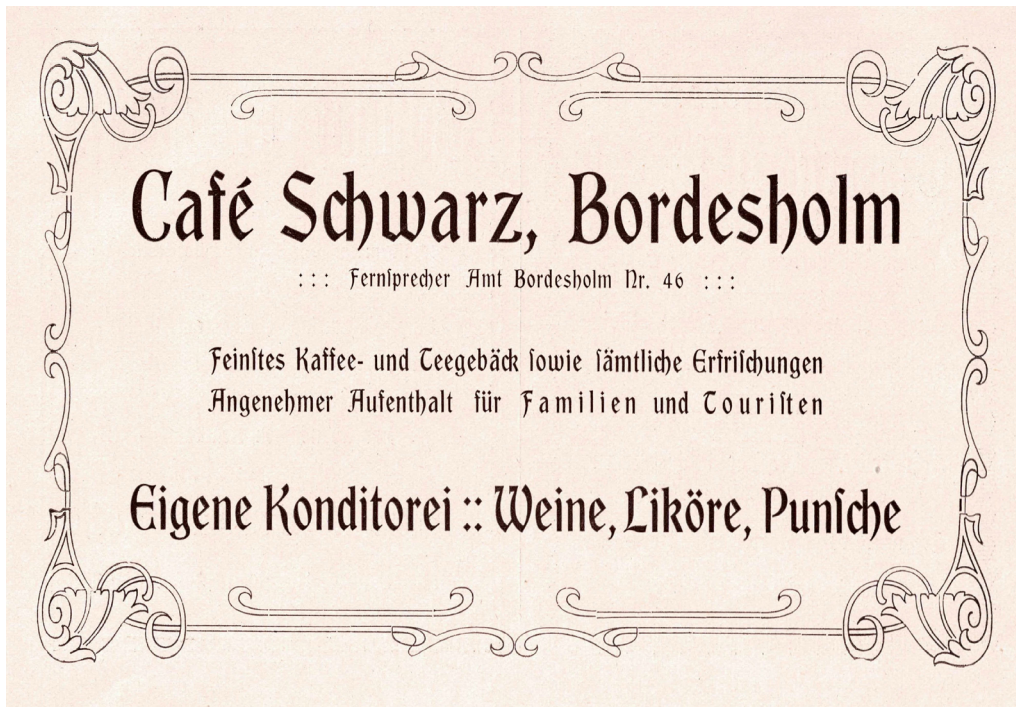 Café Schwarz, Bordesholm
::: Fernſprecher Amt Bordesholm Nr. 46 :::
Feinſtes Kaffee- und Teegebäck ſowie ſämtliche Erfriſchungen
Angenehmer Aufenthalt für Familien und Touriſten
Eigene Konditorei :: Weine, Liköre, Punſche